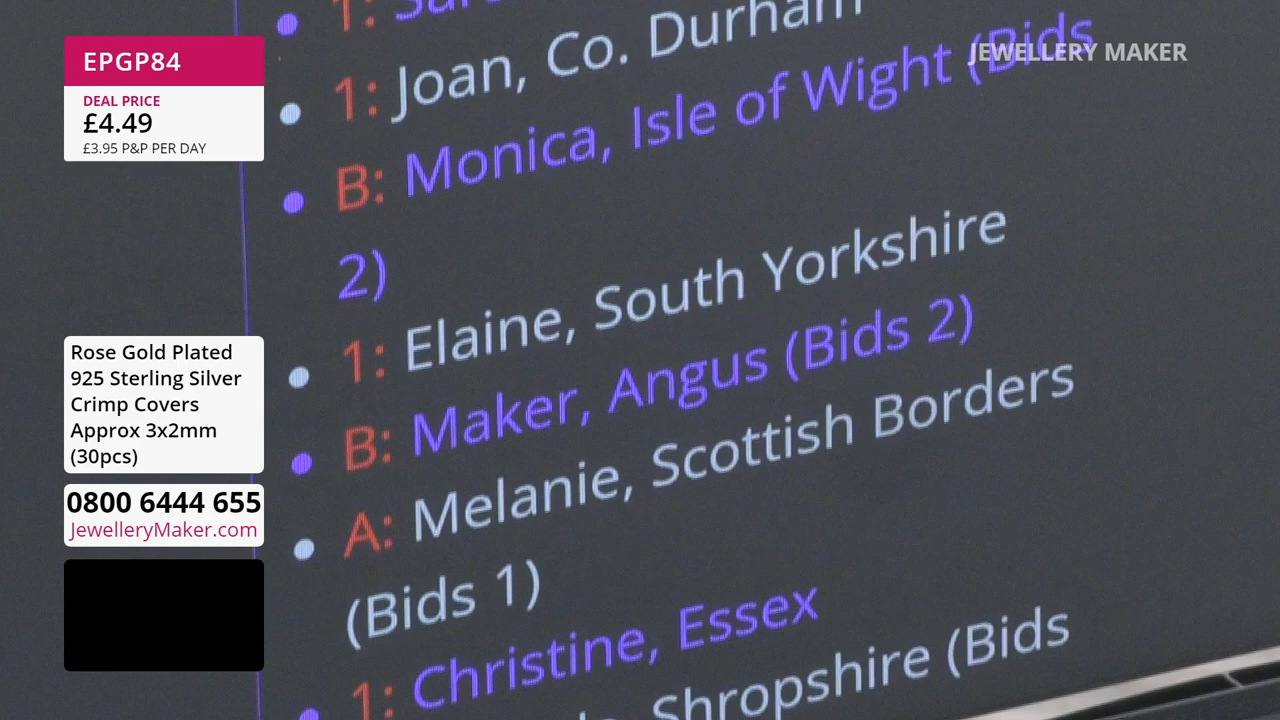 EPGP84
DEAL PRICE
£4.49
£3.95 P&P PER DAY
Rose Gold Plated
925 Sterling Silver
Crimp Covers
Approx 3x2mm
(30pcs)
0800 6444 655
JewelleryMaker.com
JEWELLERY MAKER
1:
1: Joan, Co. Durham
B: Monica, Isle of Wight (Bids
2)
1: Elaine, South Yorkshire
B: Maker, Angus (Bids 2)
A: Melanie, Scottish Borders
(Bids 1)
1: Christine, Essex
Shropshire (Bids